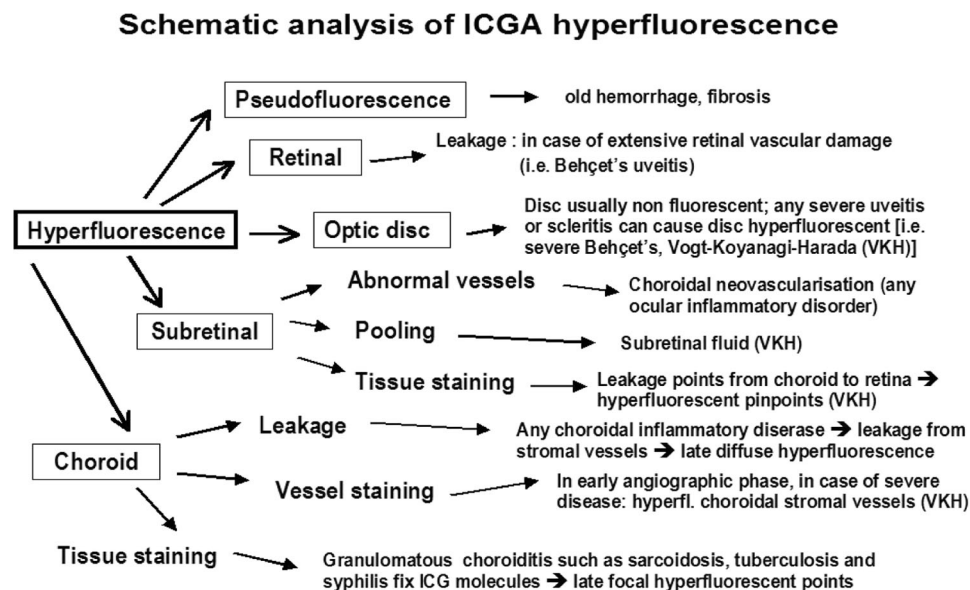 Schematic analysis of ICGA hyperfluorescence
Pseudofluorescence
old hemorrhage, fibrosis
Retinal
Leakage : in case of extensive retinal vascular damage
(i.e. Behçet's uveitis)
Hyperfluorescence
Optic disc
Disc usually non fluorescent; any severe uveitis
or scleritis can cause disc hyperfluorescent [i.e.
severe Behçet's, Vogt-Koyanagi-Harada (VKH)]
Subretinal
Abnormal vessels
Choroidal neovascularisation (any
ocular inflammatory disorder)
Pooling
Subretinal fluid (VKH)
Tissue staining
Leakage points from choroid to retina ➔
hyperfluorescent pinpoints (VKH)
Choroid
Leakage
Any choroidal inflammatory diserase ➔ leakage from
stromal vessels ➔ late diffuse hyperfluorescence
Vessel staining
In early angiographic phase, in case of severe
disease: hyperfl. choroidal stromal vessels (VKH)
Tissue staining
Granulomatous choroiditis such as sarcoidosis, tuberculosis and
syphilis fix ICG molecules ➔ late focal hyperfluorescent points